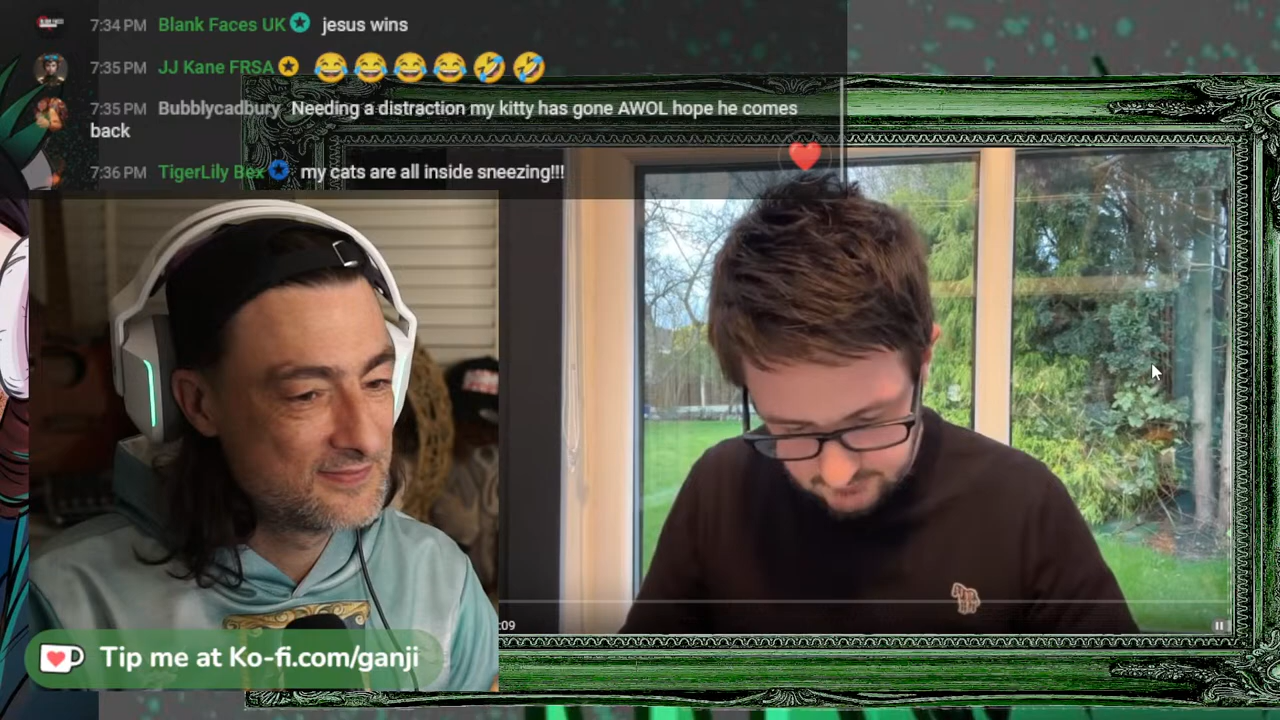 7:34 PM Blank Faces UK jesus wins
7:35 PM JJ Kane FRSA 😂😂😂😂🤣🤣
7:35 PM Bubblycadbury Needing a distraction my kitty has gone AWOL hope he comes
back
7:36 PM TigerLily Bex my cats are all inside sneezing!!!
:09
Tip me at Ko-fi.com/ganji